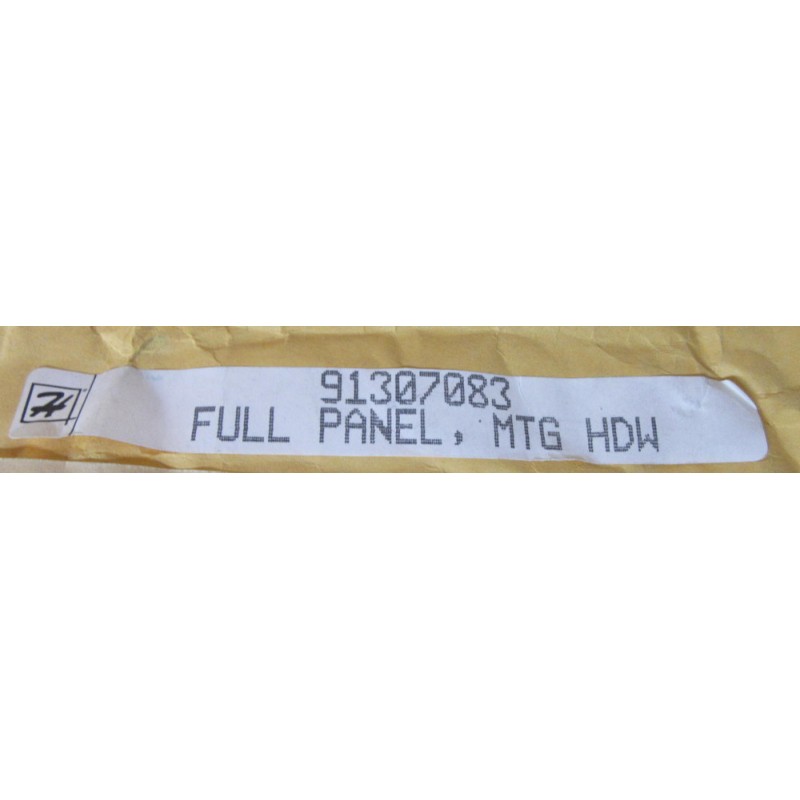 91307083
FULL PANEL, MTG HDW
H